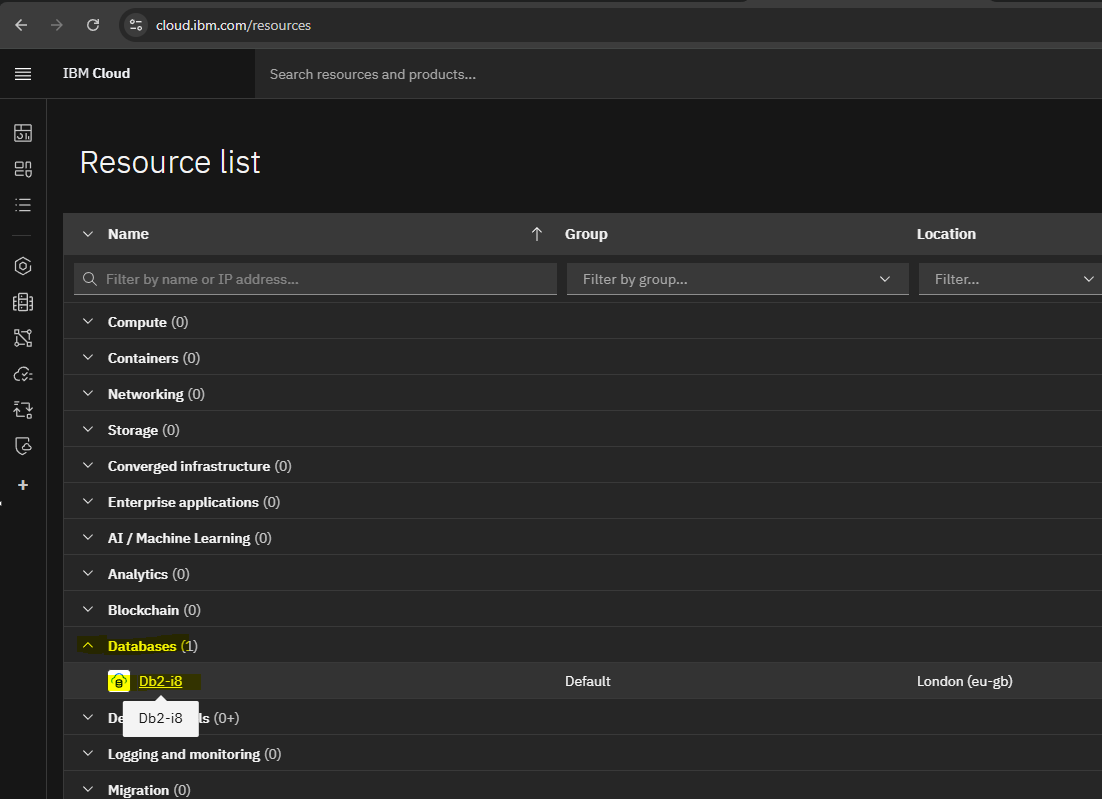 cloud.ibm.com/resources
IBM Cloud
Search resources and products...
Resource list
Name Group Location
Filter by name or IP address... Filter by group... Filter...
Compute (0)
Containers (0)
Networking (0)
Storage (0)
Converged infrastructure (0)
Enterprise applications (0)
AI / Machine Learning (0)
Analytics (0)
Blockchain (0)
Databases (1)
Db2-i8 Default London (eu-gb)
Db2-i8
(0+)
Logging and monitoring (0)
Migration (0)